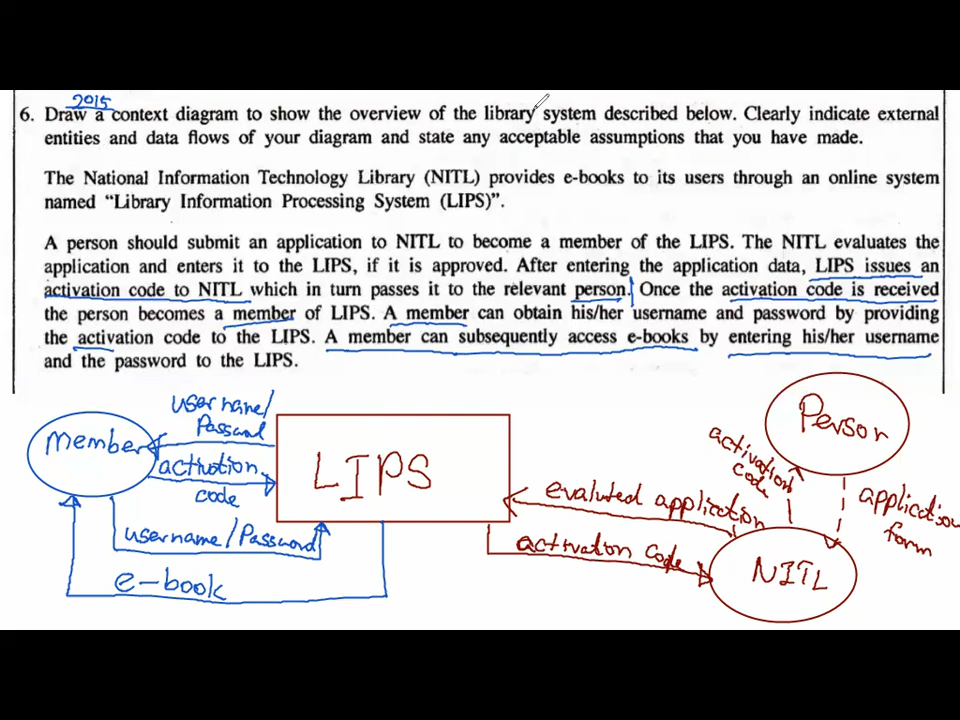 2015
6. Draw a context diagram to show the overview of the library system described below. Clearly indicate external
entities and data flows of your diagram and state any acceptable assumptions that you have made.
The National Information Technology Library (NITL) provides e-books to its users through an online system
named “Library Information Processing System (LIPS)”.
A person should submit an application to NITL to become a member of the LIPS. The NITL evaluates the
application and enters it to the LIPS, if it is approved. After entering the application data, LIPS issues an
activation code to NITL which in turn passes it to the relevant person. Once the activation code is received
the person becomes a member of LIPS. A member can obtain his/her username and password by providing
the activation code to the LIPS. A member can subsequently access e-books by entering his/her username
and the password to the LIPS.
username/
Password
Member
activation
code
username/Password
e-book
LIPS
evaluted application
activation code
Person
activation
code
application
form
NITL